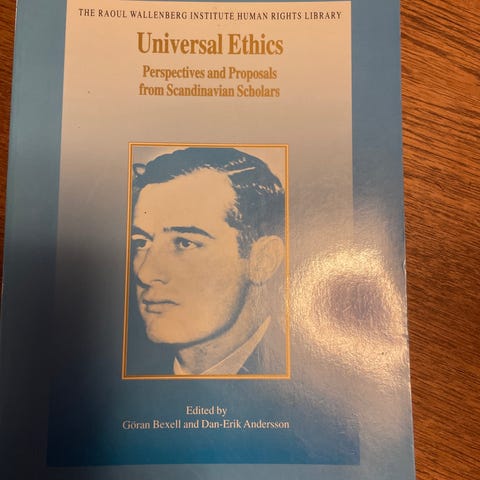 THE RAOUL WALLENBERG INSTITUTE HUMAN RIGHTS LIBRARY
Universal Ethics
Perspectives and Proposals
from Scandinavian Scholars
Edited by
Göran Bexell and Dan-Erik Andersson